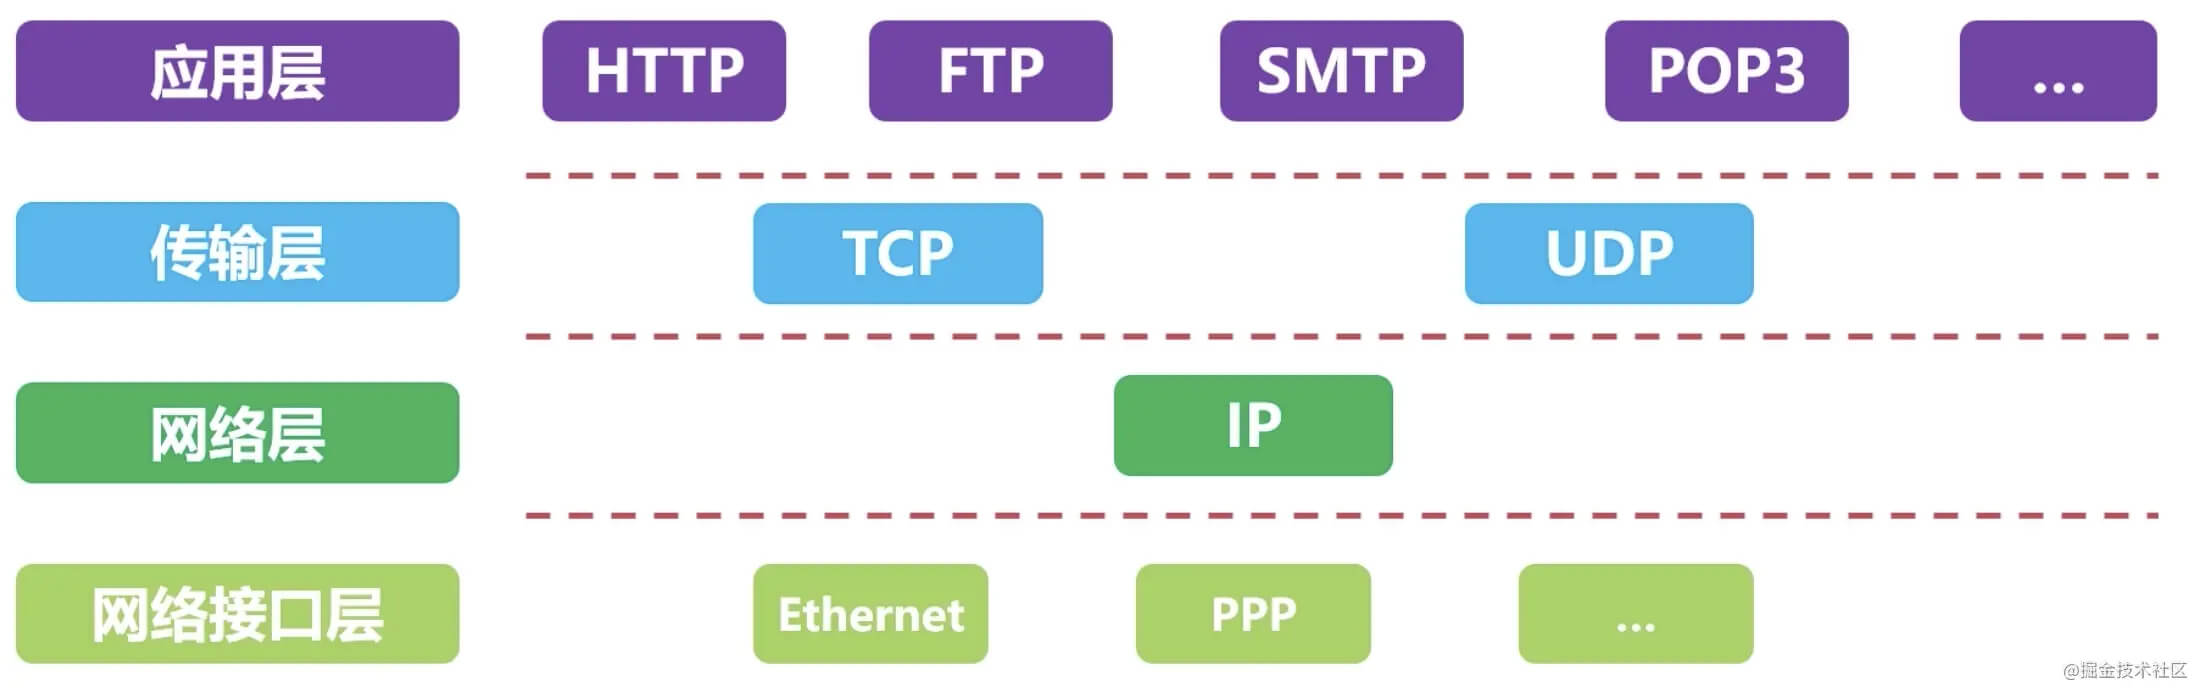 应用层 HTTP FTP SMTP POP3 ...
传输层 TCP UDP
网络层 IP
网络接口层 Ethernet PPP ...
@掘金技术社区